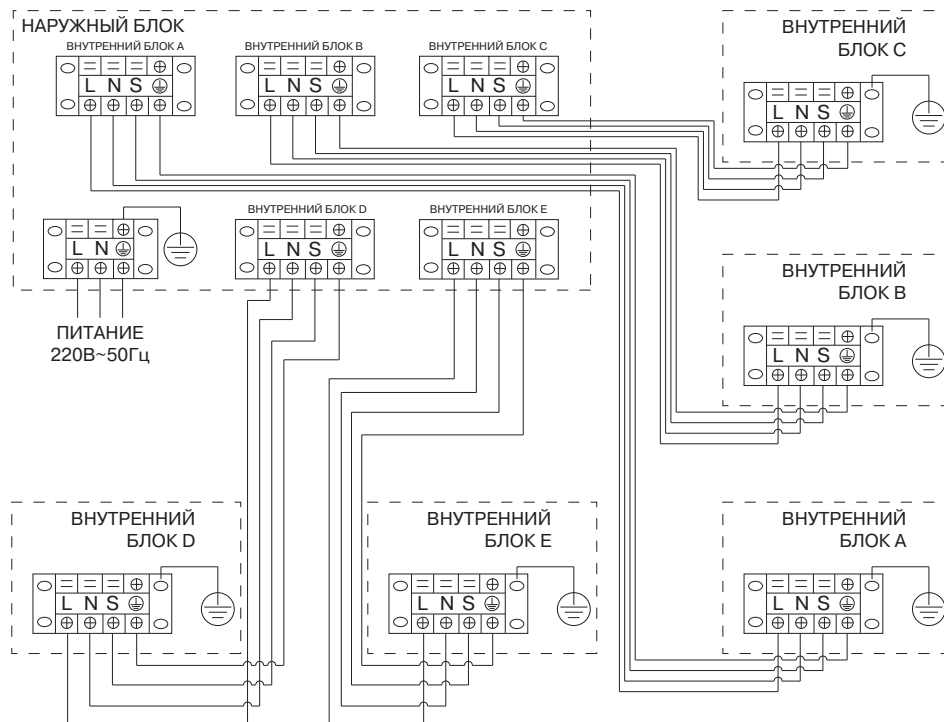 НАРУЖНЫЙ БЛОК
ВНУТРЕННИЙ БЛОК A
ВНУТРЕННИЙ БЛОК B
ВНУТРЕННИЙ БЛОК C
L N S
L N S
L N S
ВНУТРЕННИЙ
БЛОК C
L N S
ВНУТРЕННИЙ БЛОК D
ВНУТРЕННИЙ БЛОК E
L N
L N S
L N S
ПИТАНИЕ
220В~50Гц
ВНУТРЕННИЙ
БЛОК B
L N S
ВНУТРЕННИЙ
БЛОК D
L N S
ВНУТРЕННИЙ
БЛОК E
L N S
ВНУТРЕННИЙ
БЛОК A
L N S